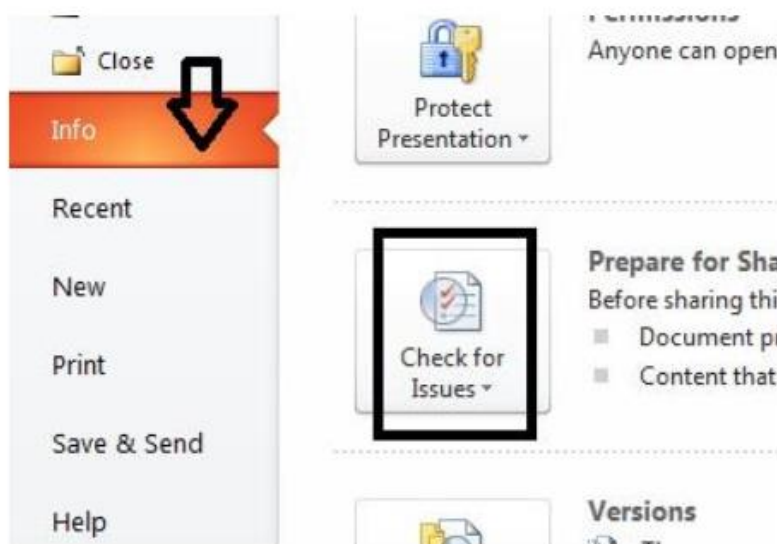 Close
Info
Recent
New
Print
Save & Send
Help
Protect
Presentation
Permissions
Anyone can open
Check for
Issues
Prepare for Sha
Before sharing thi
Document pr
Content that
Versions